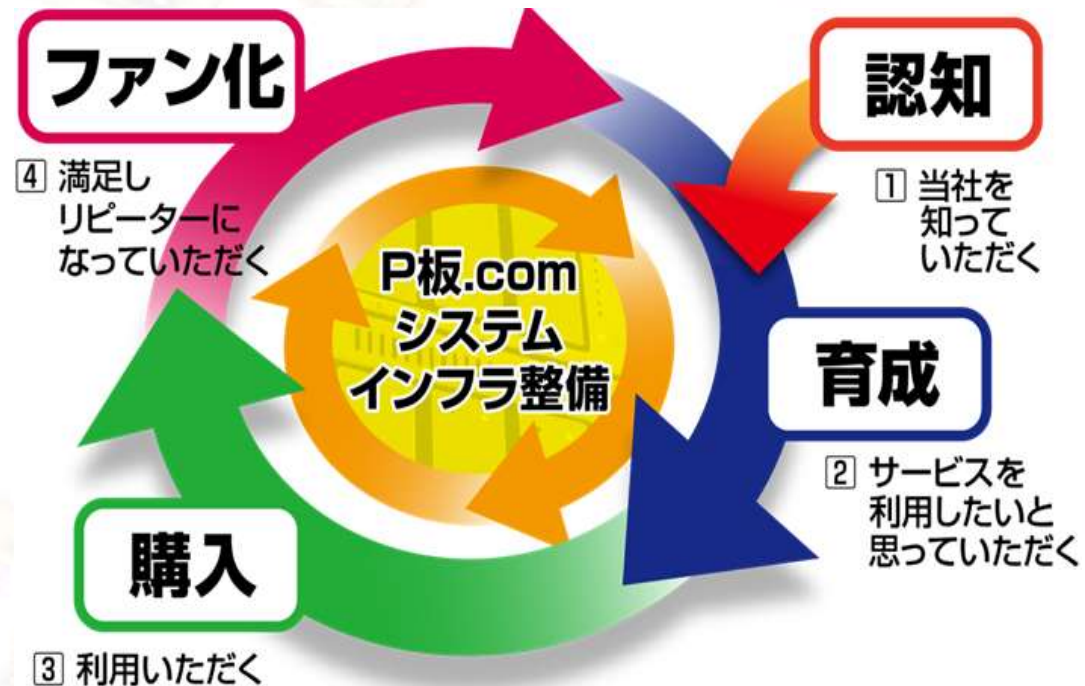 認知
1 当社を
知って
いただく
育成
2 サービスを
利用したいと
思っていただく
購入
3 利用いただく
ファン化
4 満足し
リピーターに
なっていただく
P板.com
システム
インフラ整備